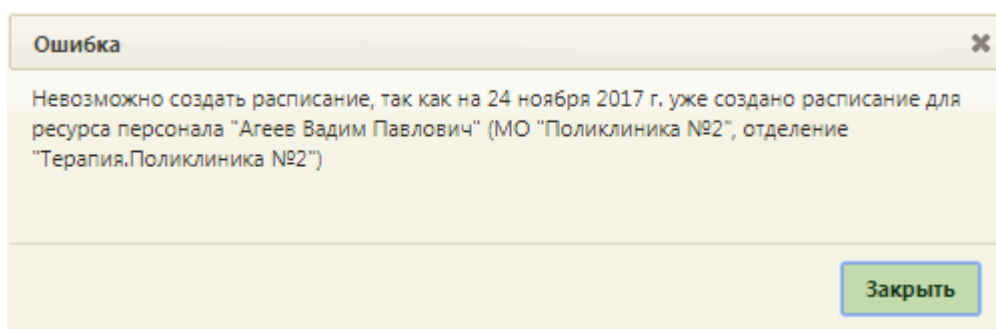 Ошибка
Невозможно создать расписание, так как на 24 ноября 2017 г. уже создано расписание для
ресурса персонала "Агеев Вадим Павлович" (МО "Поликлиника №2", отделение
"Терапия.Поликлиника №2")
Закрыть